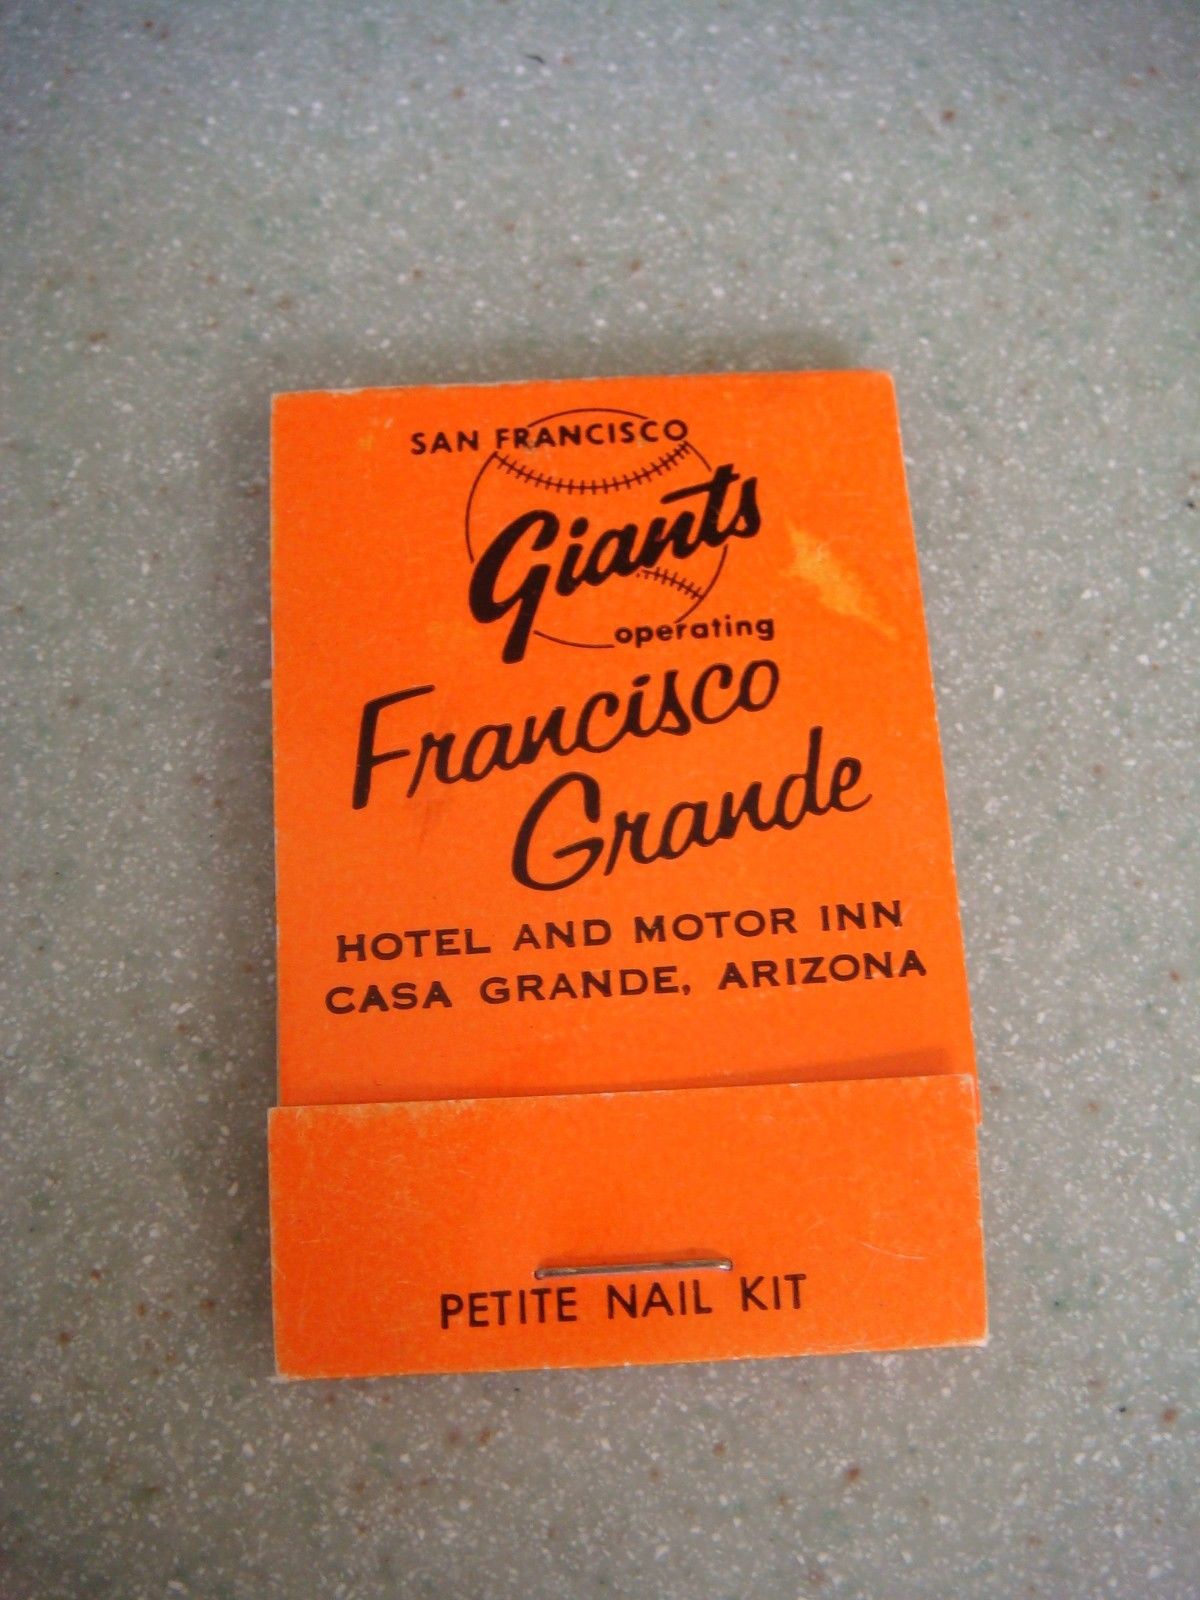 SAN FRANCISCO
Giants
operating
Francisco
Grande
HOTEL AND MOTOR INN
CASA GRANDE, ARIZONA
PETITE NAIL KIT